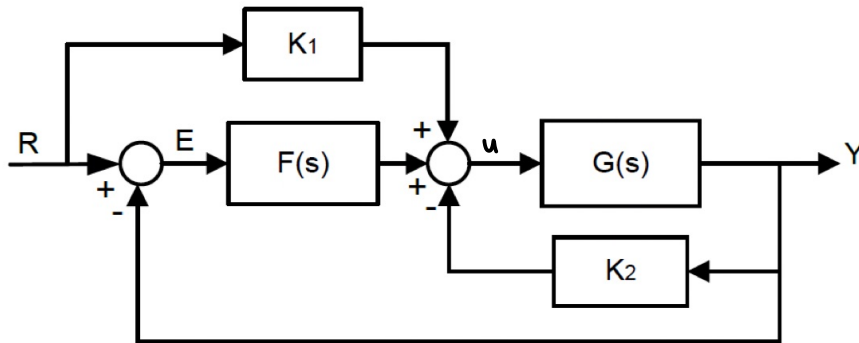 K1
R
E
F(s)
+
+
u
G(s)
Y
+
-
-
K2